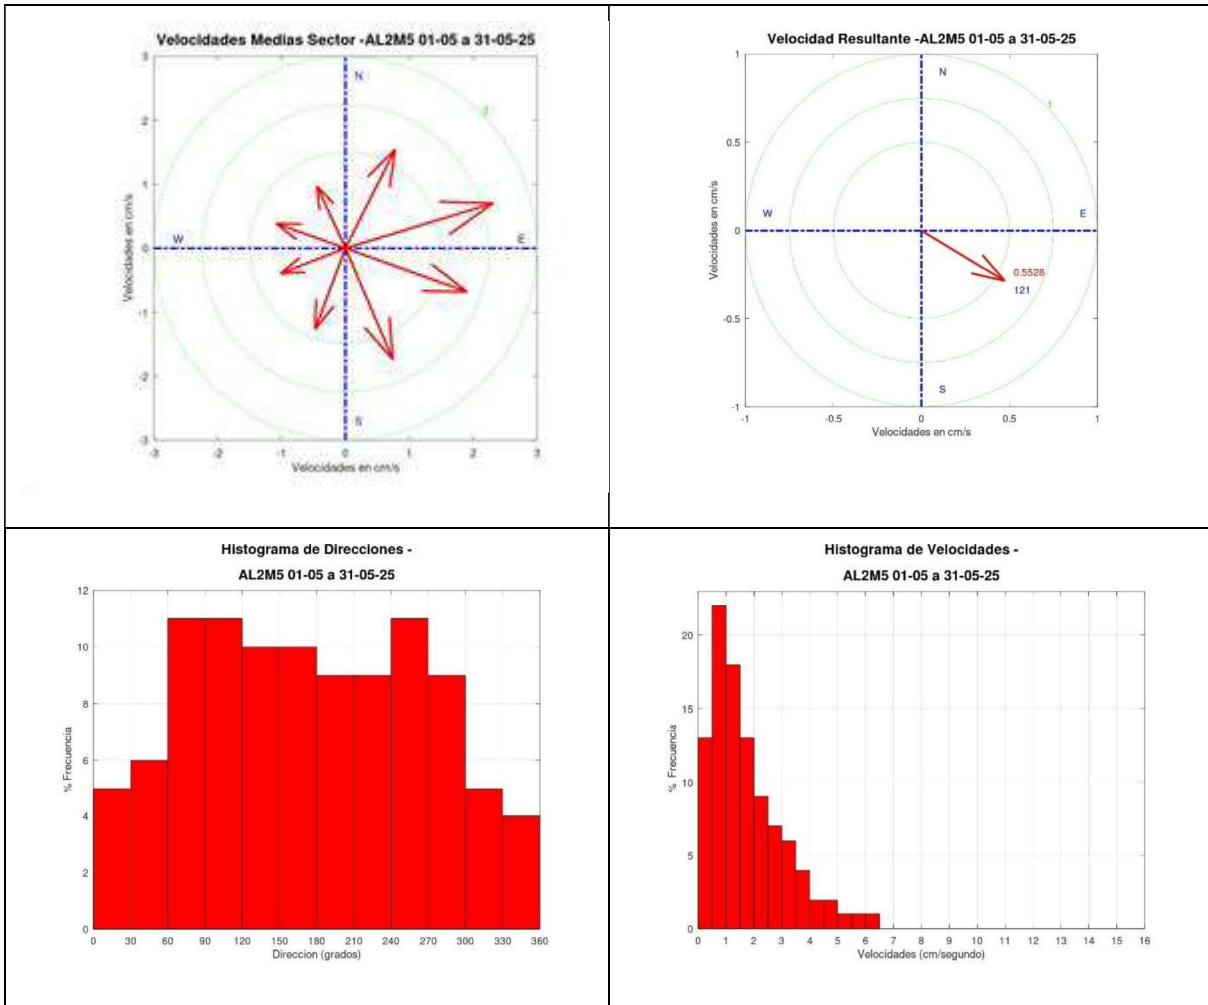 Velocidades Medias Sector -AL2M5 01-05 a 31-05-25
3
2
1
0
-1
-2
-3
Velocidades en cm/s
N
3
W
E
S
-3 -2 -1 0 1 2 3
Velocidades en cm/s
Velocidad Resultante -AL2M5 01-05 a 31-05-25
1
0.5
0
-0.5
-1
Velocidades en cm/s
N
1
W
E
0.5528
121
S
-1 -0.5 0 0.5 1
Velocidades en cm/s
Histograma de Direcciones -
AL2M5 01-05 a 31-05-25
12
10
8
6
4
2
0
% Frecuencia
0 30 60 90 120 150 180 210 240 270 300 330 360
Direccion (grados)
Histograma de Velocidades -
AL2M5 01-05 a 31-05-25
20
15
10
5
0
% Frecuencia
0 1 2 3 4 5 6 7 8 9 10 11 12 13 14 15 16
Velocidades (cm/segundo)